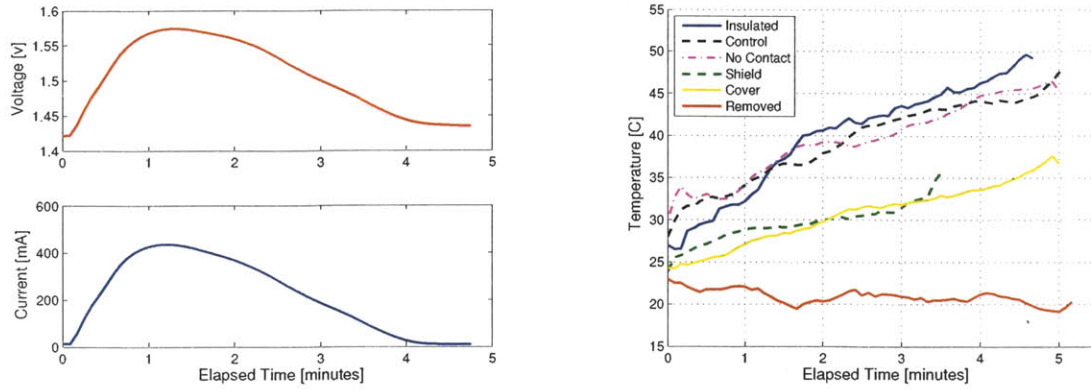 1.6
1.55
1.5
1.45
1.4
Voltage [v]
0 1 2 3 4 5
600
400
200
0
Current [mA]
0 1 2 3 4 5
Elapsed Time [minutes]
55
50
45
40
35
30
25
20
15
Temperature [C]
Insulated
Control
No Contact
Shield
Cover
Removed
0 1 2 3 4 5
Elapsed Time [minutes]